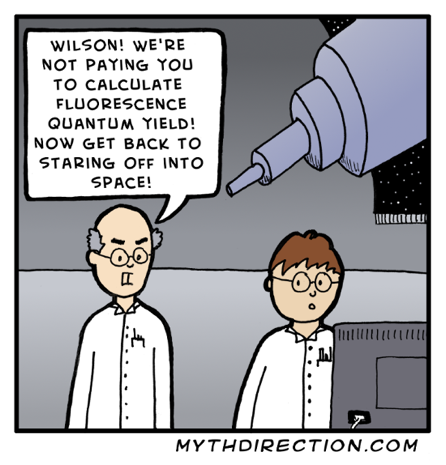 WILSON! WE'RE
NOT PAYING YOU
TO CALCULATE
FLUORESCENCE
QUANTUM YIELD!
NOW GET BACK TO
STARING OFF INTO
SPACE!
MYTHDIRECTION.COM